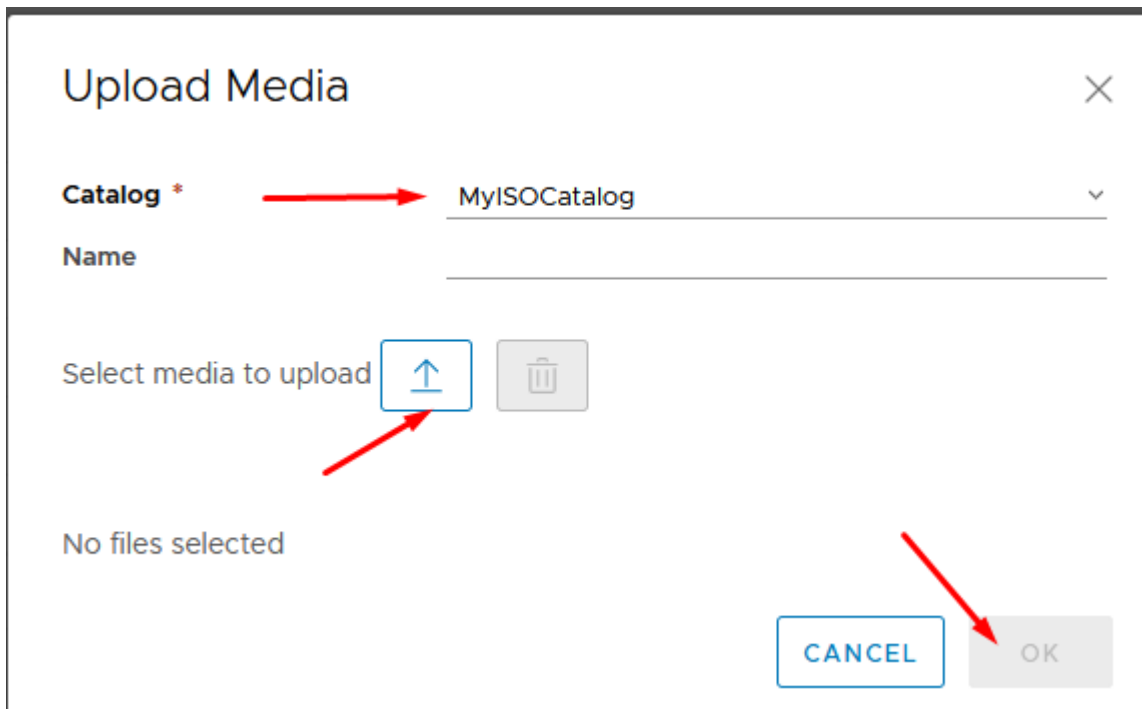 Upload Media
Catalog * MyISOCatalog
Name
Select media to upload
No files selected
CANCEL OK